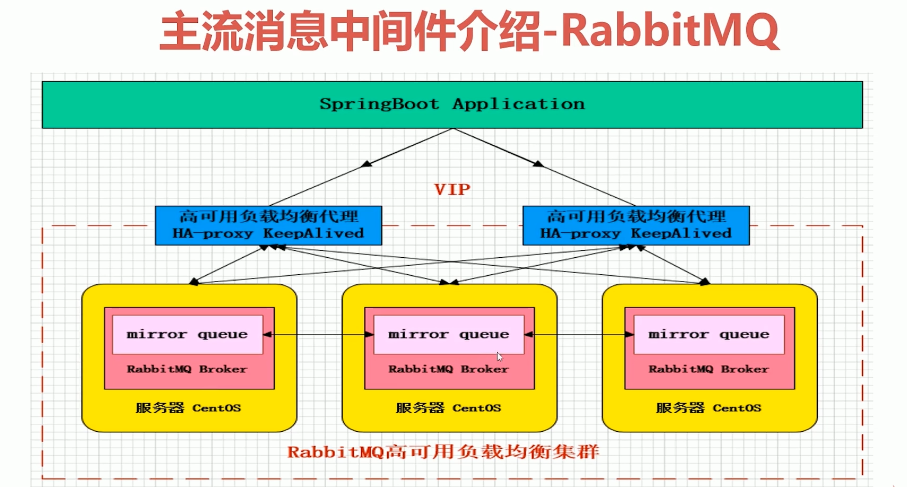 主流消息中间件介绍-RabbitMQ
SpringBoot Application
VIP
高可用负载均衡代理
HA-proxy KeepAlived
高可用负载均衡代理
HA-proxy KeepAlived
mirror queue
RabbitMQ Broker
服务器 CentOS
mirror queue
RabbitMQ Broker
服务器 CentOS
mirror queue
RabbitMQ Broker
服务器 CentOS
RabbitMQ高可用负载均衡集群